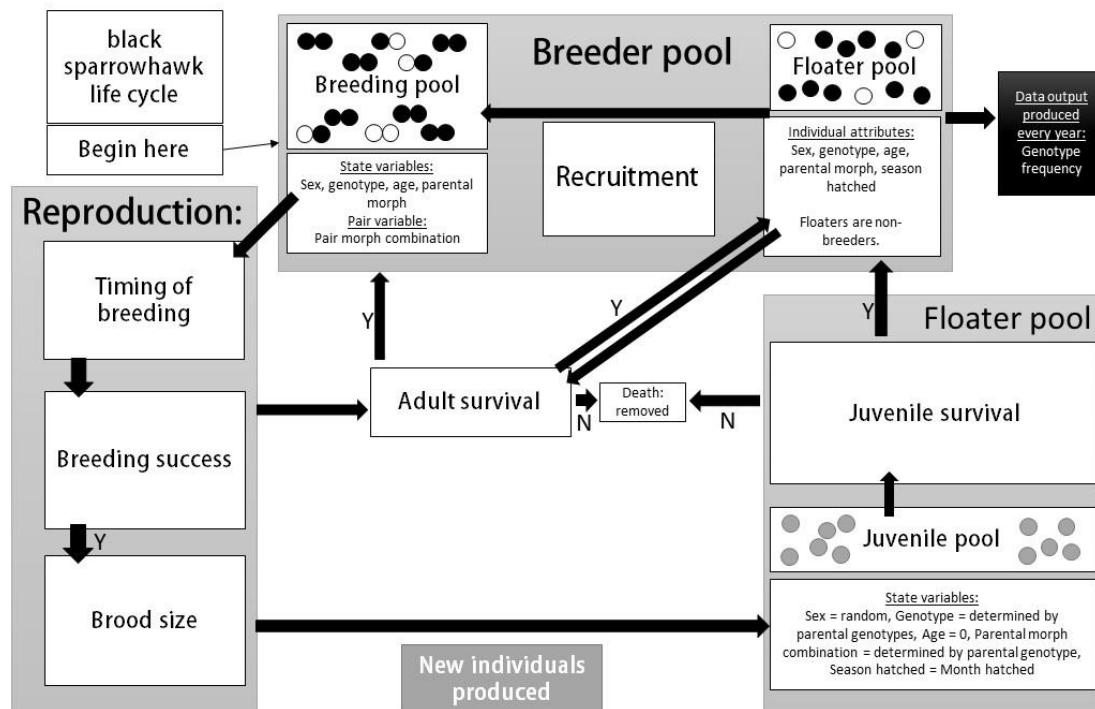 black
sparrowhawk
life cycle
Begin here
Breeder pool
Breeding pool
State variables:
Sex, genotype, age, parental
morph
Pair variable:
Pair morph combination
Recruitment
Floater pool
Individual attributes:
Sex, genotype, age,
parental morph, season
hatched
Floaters are non-
breeders.
Data output
produced
every year:
Genotype
frequency
Reproduction:
Timing of
breeding
Breeding success
Y
Brood size
Y
Adult survival
Y
N
Death:
removed
N
Y
Floater pool
Juvenile survival
Juvenile pool
State variables:
Sex = random, Genotype = determined by
parental genotypes, Age = 0, Parental morph
combination = determined by parental genotype,
Season hatched = Month hatched
New individuals
produced